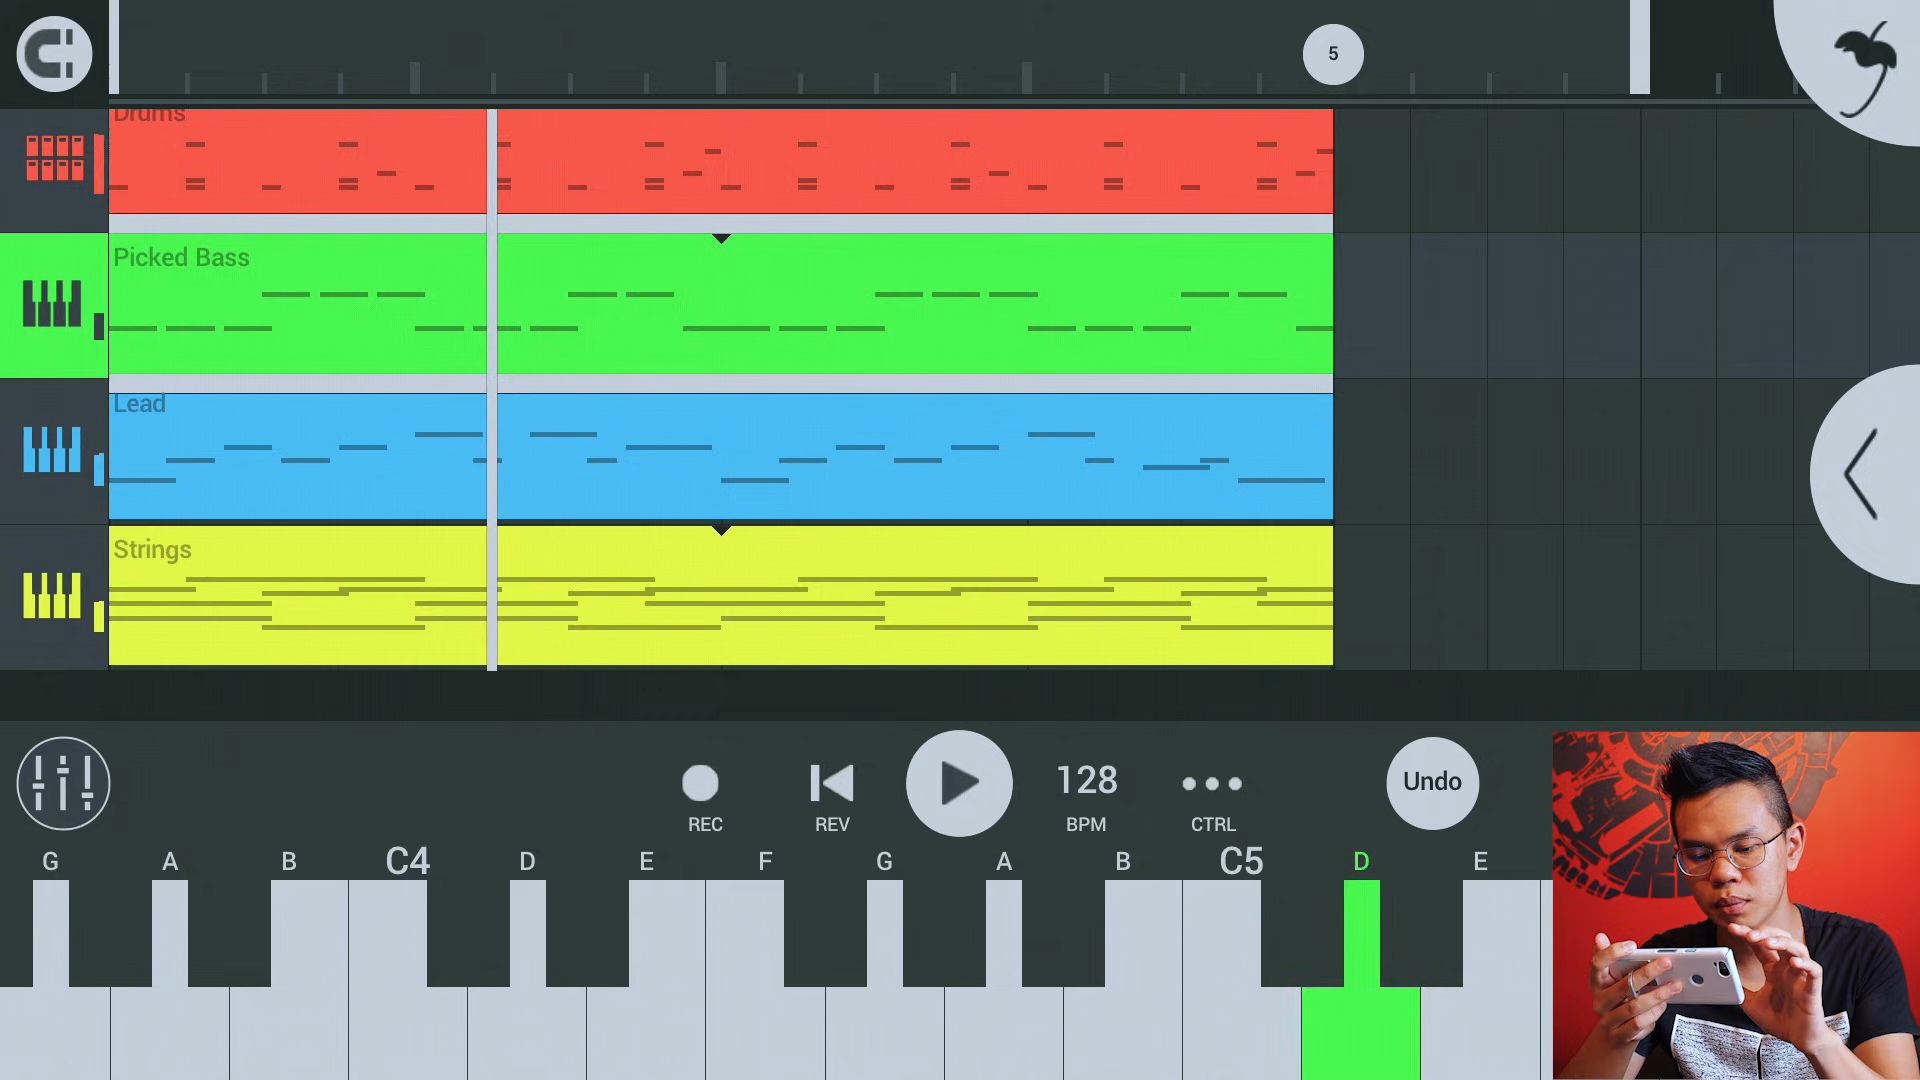 5
Drums
Picked Bass
Lead
Strings
128
Undo
REC
REV
BPM
CTRL
G
A
B
C4
D
E
F
G
A
B
C5
D
E